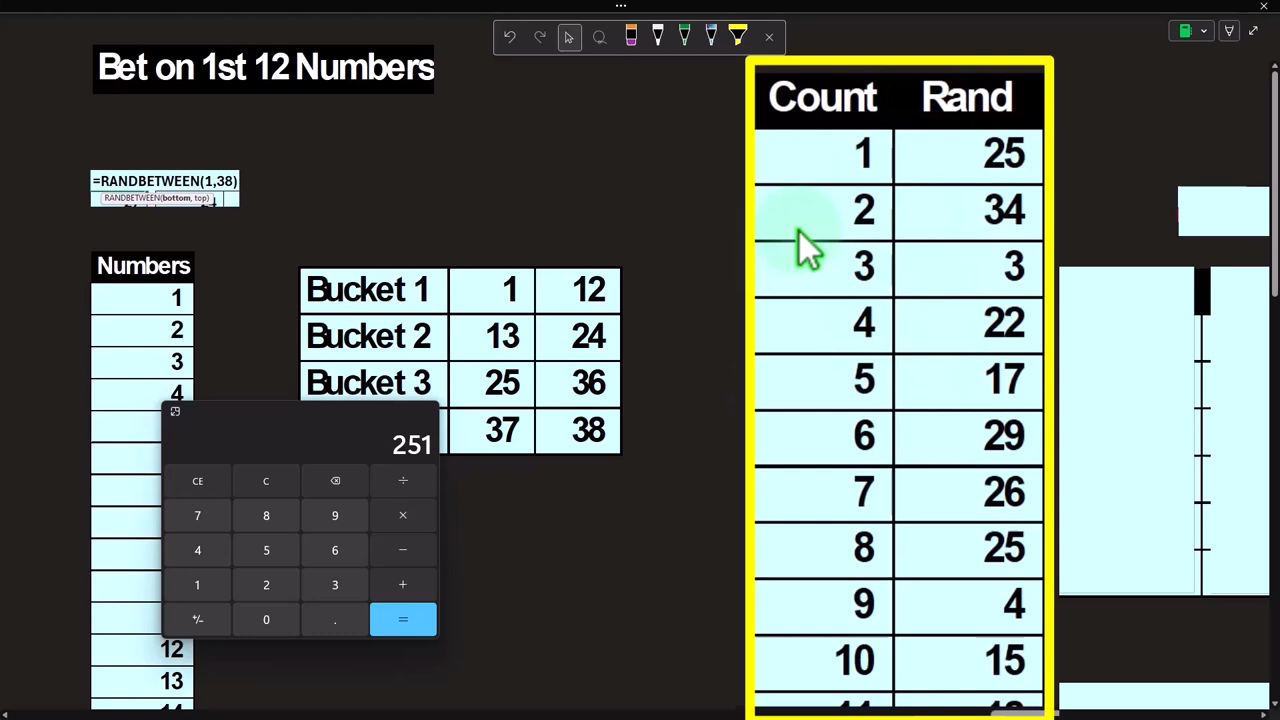 Bet on 1st 12 Numbers
=RANDBETWEEN(1,38)
RANDBETWEEN(bottom, top)
Numbers
1
2
3
4
12
13
14
Bucket 1 1 12
Bucket 2 13 24
Bucket 3 25 36
37 38
251
CE C ÷
7 8 9 ×
4 5 6 −
1 2 3 +
+/- 0 . =
Count Rand
1 25
2 34
3 3
4 22
5 17
6 29
7 26
8 25
9 4
10 15